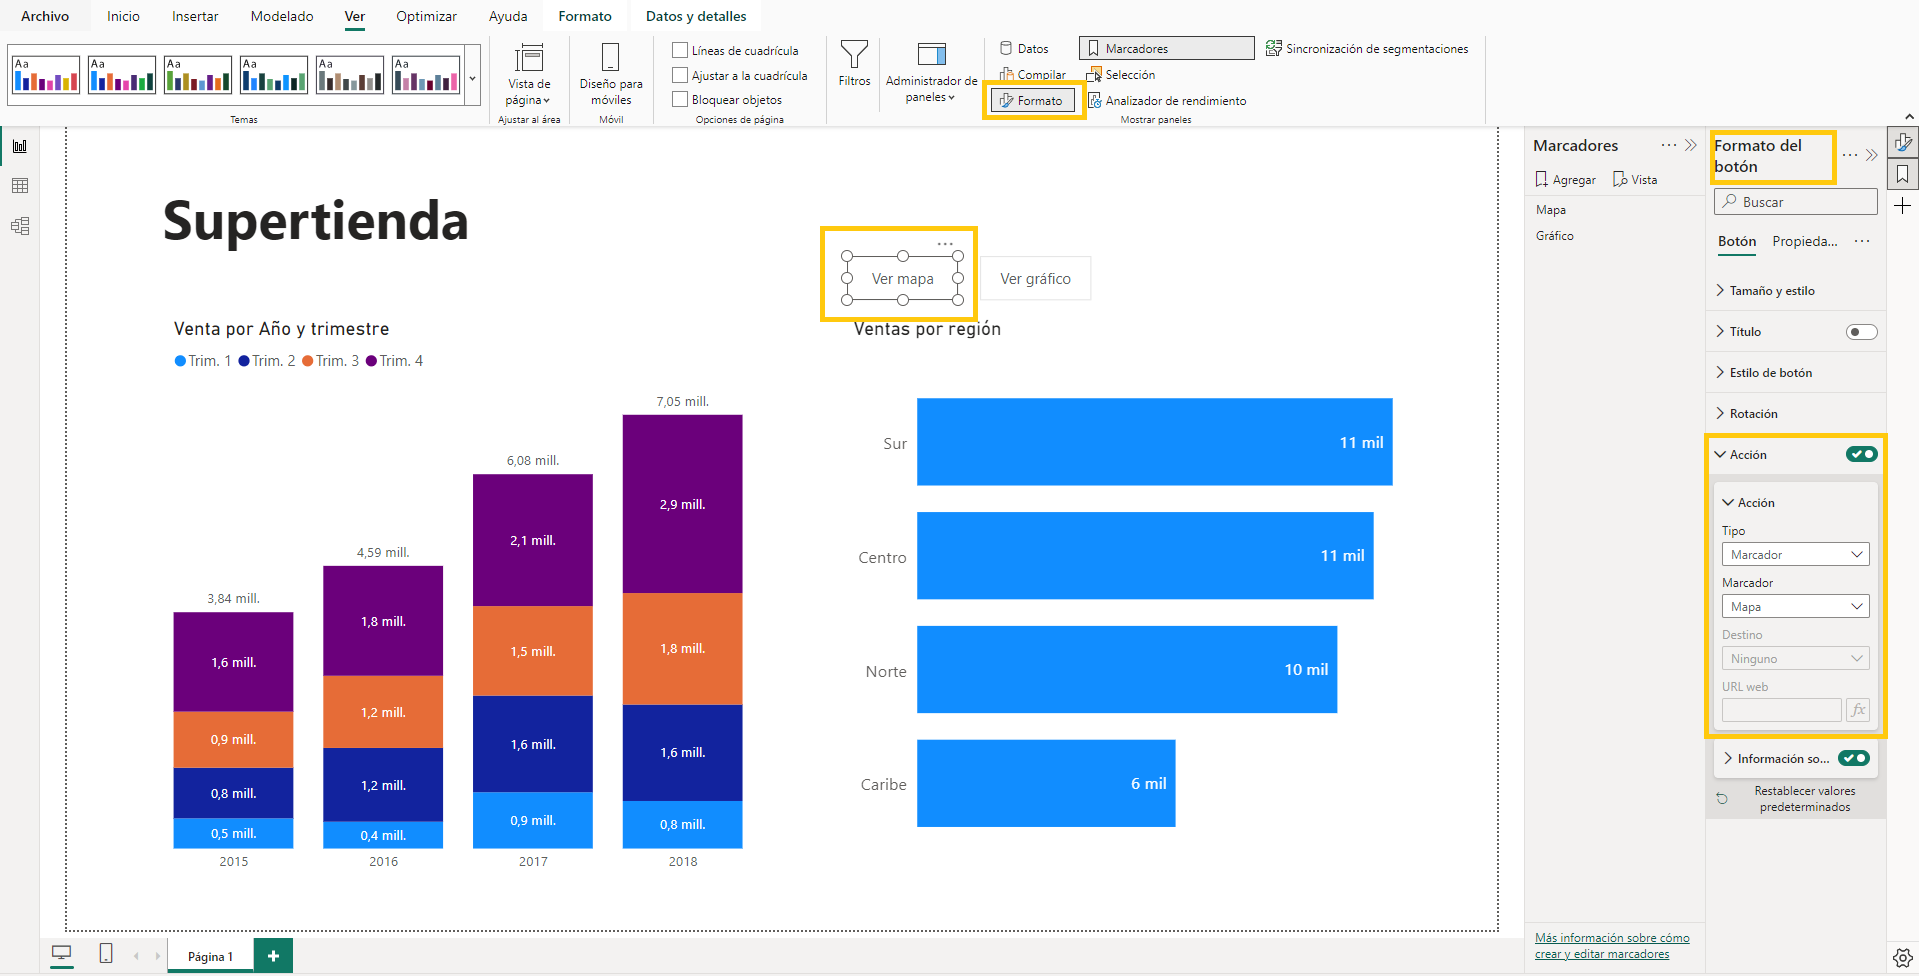 Archivo
Inicio
Insertar
Modelado
Ver
Optimizar
Ayuda
Formato
Datos y detalles
Aa
Aa
Aa
Aa
Aa
Aa
Temas
Vista de
página
Ajustar al área
Diseño para
móviles
Móvil
Líneas de cuadrícula
Ajustar a la cuadrícula
Bloquear objetos
Opciones de página
Filtros
Administrador de
paneles
Datos
Compilar
Formato
Marcadores
Selección
Analizador de rendimiento
Sincronización de segmentaciones
Mostrar paneles
Supertienda
Ver mapa
Ver gráfico
Venta por Año y trimestre
Trim. 1
Trim. 2
Trim. 3
Trim. 4
3,84 mill.
1,6 mill.
0,9 mill.
0,8 mill.
0,5 mill.
2015
4,59 mill.
1,8 mill.
1,2 mill.
1,2 mill.
0,4 mill.
2016
6,08 mill.
2,1 mill.
1,5 mill.
1,6 mill.
0,9 mill.
2017
7,05 mill.
2,9 mill.
1,8 mill.
1,6 mill.
0,8 mill.
2018
Ventas por región
Sur
11 mil
Centro
11 mil
Norte
10 mil
Caribe
6 mil
Marcadores
Agregar
Vista
Mapa
Gráfico
Más información sobre cómo
crear y editar marcadores
Formato del
botón
Buscar
Botón
Propieda...
Tamaño y estilo
Título
Estilo de botón
Rotación
Acción
Acción
Tipo
Marcador
Marcador
Mapa
Destino
Ninguno
URL web
fx
Información so...
Restablecer valores
predeterminados
Página 1